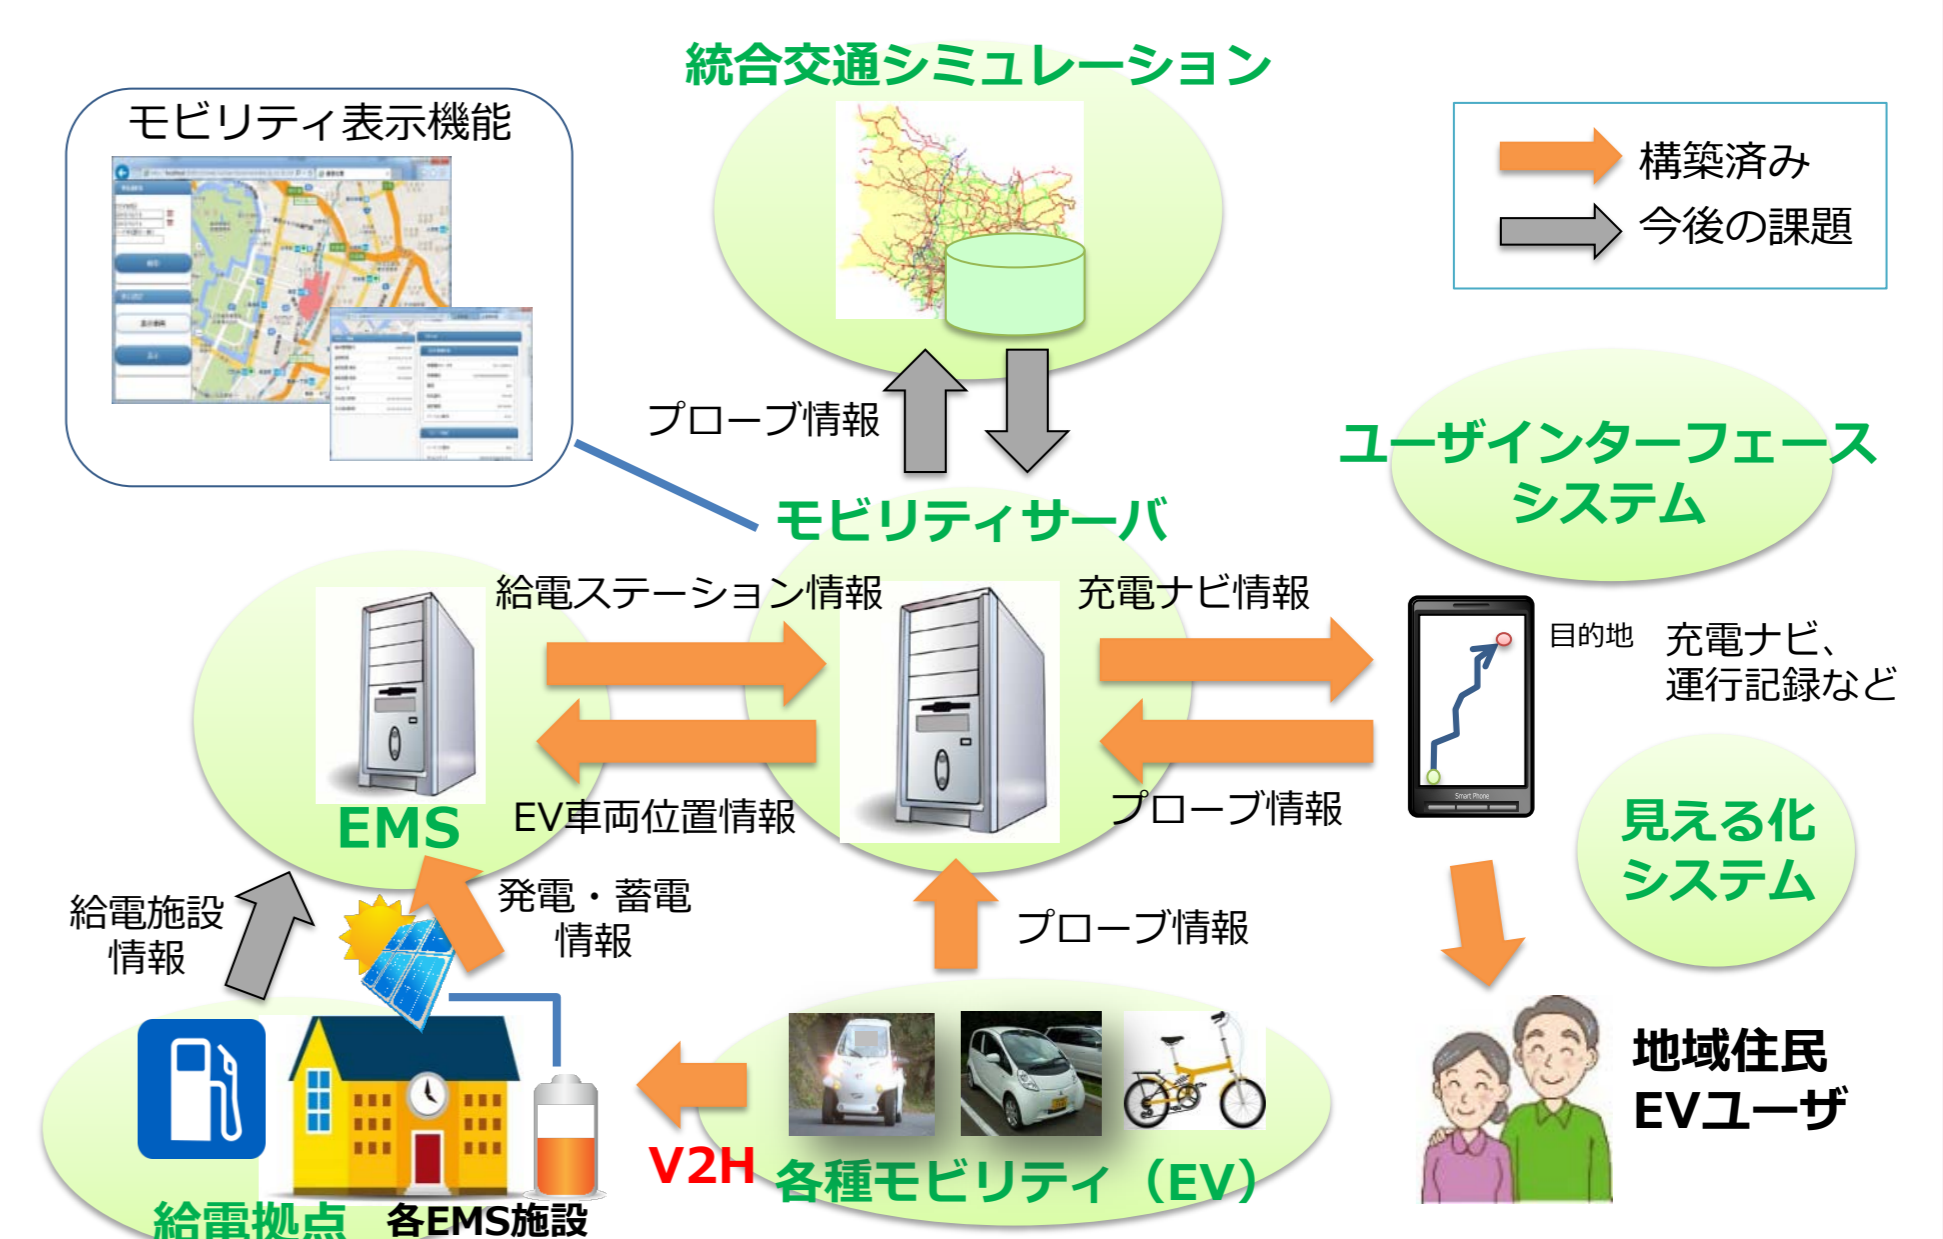 統合交通シミュレーション
モビリティ表示機能
構築済み
今後の課題
プローブ情報
ユーザインターフェース
システム
モビリティサーバ
給電ステーション情報
充電ナビ情報
目的地
充電ナビ、
運行記録など
Smart Phone
EV車両位置情報
プローブ情報
EMS
見える化
システム
給電施設
情報
発電・蓄電
情報
プローブ情報
地域住民
EVユーザ
V2H
各種モビリティ（EV）
給電拠点
各EMS施設